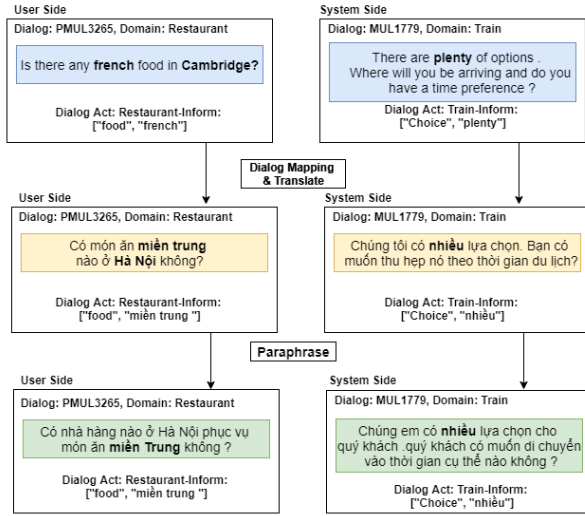 User Side
Dialog: PMUL3265, Domain: Restaurant
Is there any french food in Cambridge?
Dialog Act: Restaurant-Inform:
["food", "french"]
System Side
Dialog: MUL1779, Domain: Train
There are plenty of options .
Where will you be arriving and do you
have a time preference ?
Dialog Act: Train-Inform:
["Choice", "plenty"]
Dialog Mapping
& Translate
User Side
Dialog: PMUL3265, Domain: Restaurant
Có món ăn miền trung
nào ở Hà Nội không?
Dialog Act: Restaurant-Inform:
["food", "miền trung "]
System Side
Dialog: MUL1779, Domain: Train
Chúng tôi có nhiều lựa chọn. Bạn có
muốn thu hẹp nó theo thời gian du lịch?
Dialog Act: Train-Inform:
["Choice", "nhiều"]
Paraphrase
User Side
Dialog: PMUL3265, Domain: Restaurant
Có nhà hàng nào ở Hà Nội phục vụ
món ăn miền Trung không ?
Dialog Act: Restaurant-Inform:
["food", "miền trung "]
System Side
Dialog: MUL1779, Domain: Train
Chúng em có nhiều lựa chọn cho
quý khách .quý khách có muốn di chuyển
vào thời gian cụ thể nào không ?
Dialog Act: Train-Inform:
["Choice", "nhiều"]